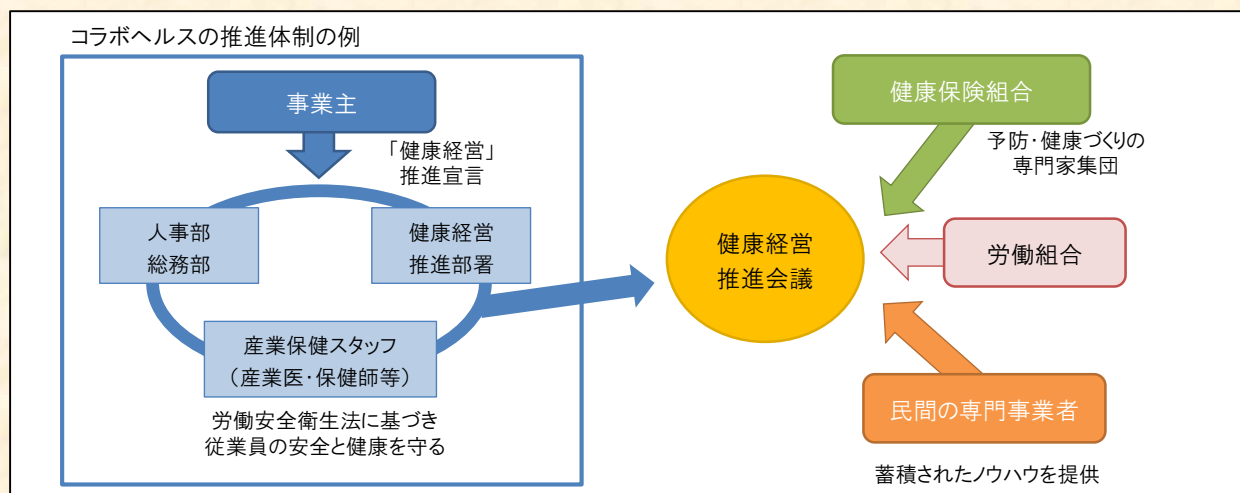 コラボヘルスの推進体制の例
事業主
「健康経営」
推進宣言
人事部
総務部
健康経営
推進部署
産業保健スタッフ
（産業医・保健師等）
労働安全衛生法に基づき
従業員の安全と健康を守る
健康経営
推進会議
健康保険組合
予防・健康づくりの
専門家集団
労働組合
民間の専門事業者
蓄積されたノウハウを提供